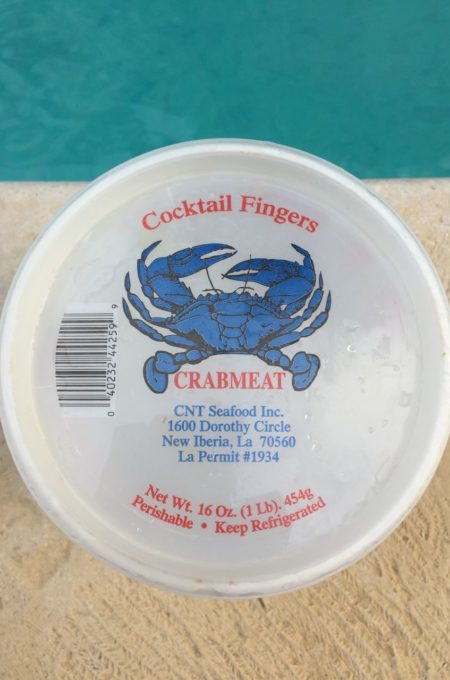 Cocktail Fingers
CRABMEAT
0 40232 44259 9
CNT Seafood Inc.
1600 Dorothy Circle
New Iberia, La 70560
La Permit #1934
Net Wt. 16 Oz. (1 Lb). 454g
Perishable • Keep Refrigerated